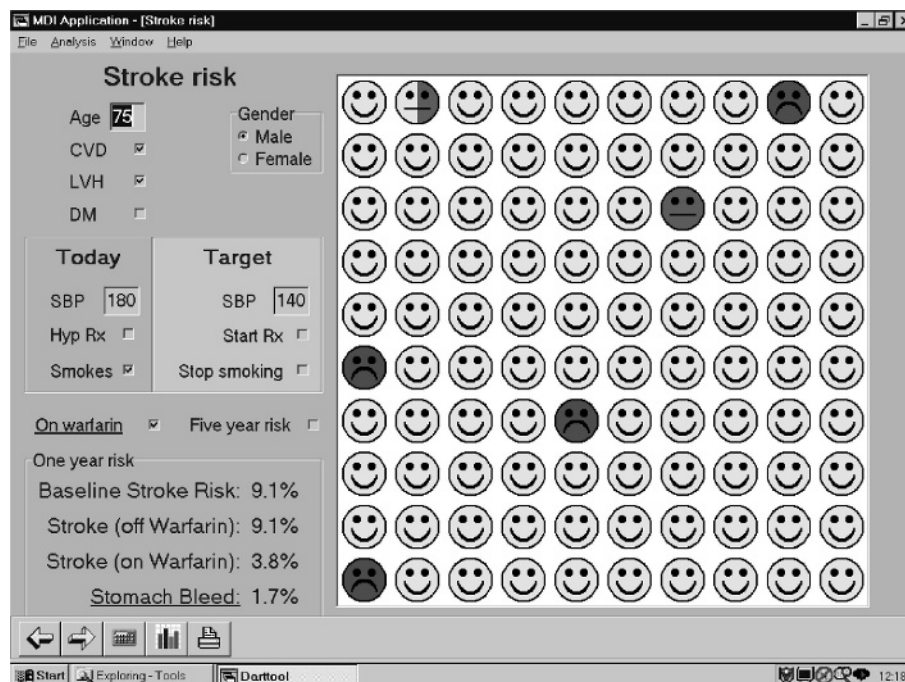 MDI Application - [Stroke risk]
File Analysis Window Help
Stroke risk
Age 75
CVD
LVH
DM
Gender
Male
Female
Today
SBP 180
Hyp Rx
Smokes
Target
SBP 140
Start Rx
Stop smoking
On warfarin
Five year risk
One year risk
Baseline Stroke Risk: 9.1%
Stroke (off Warfarin): 9.1%
Stroke (on Warfarin): 3.8%
Stomach Bleed: 1.7%
Start Exploring - Tools Darttool 12:18